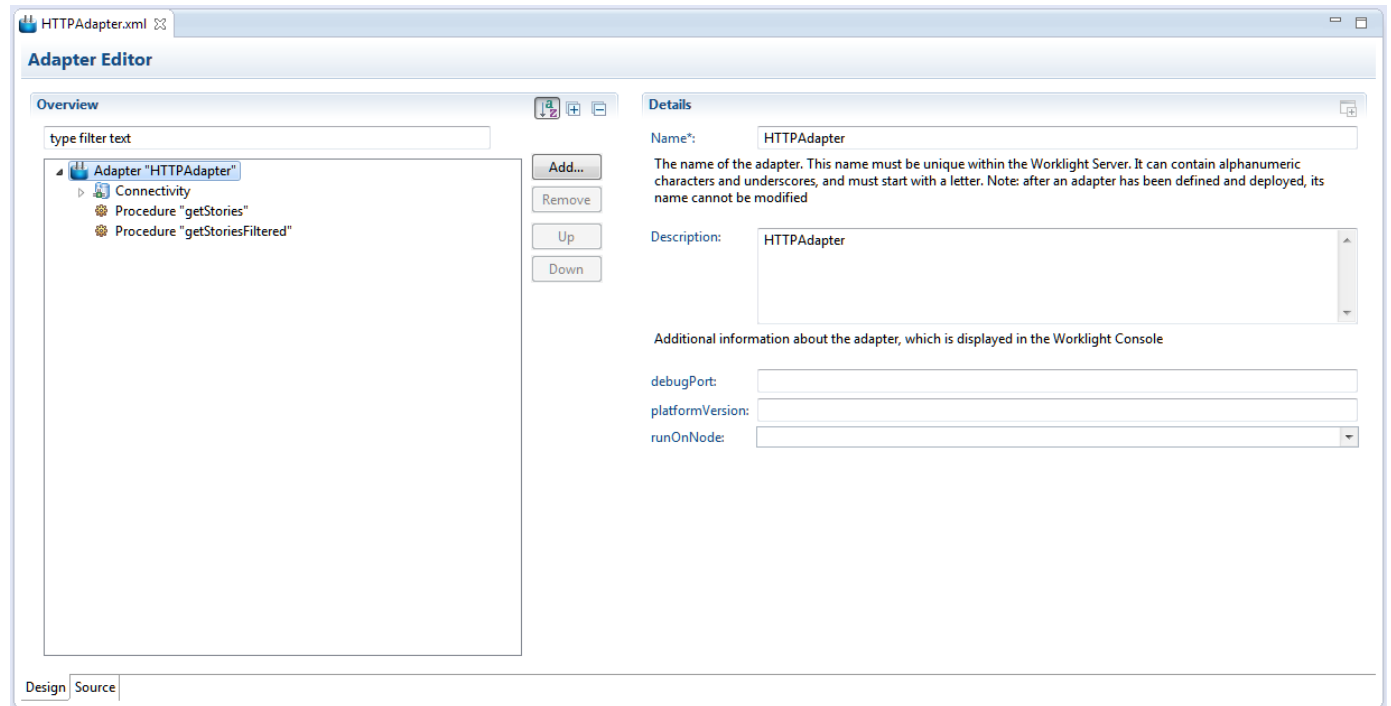 HTTPAdapter.xml
Adapter Editor
Overview
type filter text
Adapter "HTTPAdapter"
Connectivity
Procedure "getStories"
Procedure "getStoriesFiltered"
Add...
Remove
Up
Down
Details
Name*: HTTPAdapter
The name of the adapter. This name must be unique within the Worklight Server. It can contain alphanumeric
characters and underscores, and must start with a letter. Note: after an adapter has been defined and deployed, its
name cannot be modified
Description: HTTPAdapter
Additional information about the adapter, which is displayed in the Worklight Console
debugPort:
platformVersion:
runOnNode:
Design Source